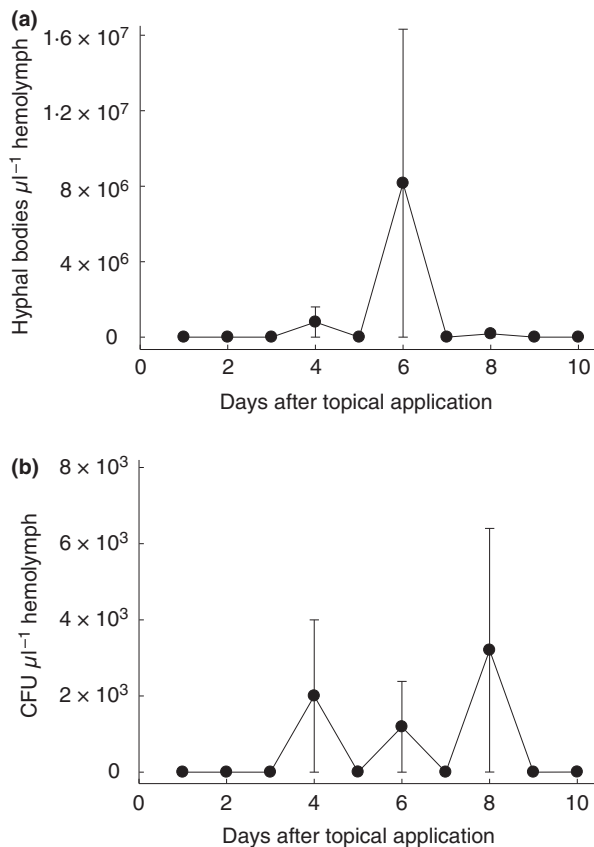 (a)
1·6 × 10⁷
1·2 × 10⁷
8 × 10⁶
4 × 10⁶
0
Hyphal bodies µl⁻¹ hemolymph
0 2 4 6 8 10
Days after topical application
(b)
8 × 10³
6 × 10³
4 × 10³
2 × 10³
0
CFU µl⁻¹ hemolymph
0 2 4 6 8 10
Days after topical application